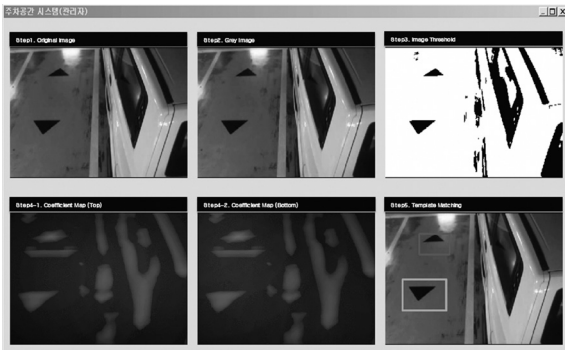 주차공간 시스템(관리자)
Step1. Original Image
Step2. Grey Image
Step3. Image Threshold
Step4-1. Coefficient Map (Top)
Step4-2. Coefficient Map (Bottom)
Step5. Template Matching